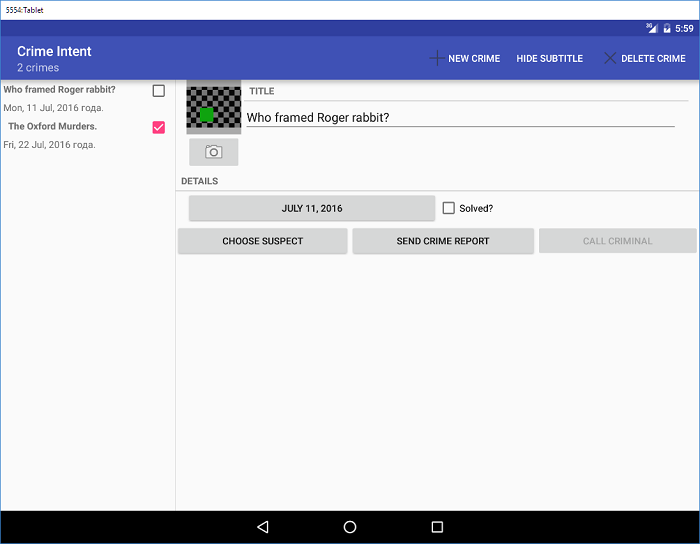 5554:Tablet
3G 5:59
Crime Intent
2 crimes
NEW CRIME HIDE SUBTITLE DELETE CRIME
Who framed Roger rabbit?
Mon, 11 Jul, 2016 года.
The Oxford Murders.
Fri, 22 Jul, 2016 года.
TITLE
Who framed Roger rabbit?
DETAILS
JULY 11, 2016 Solved?
CHOOSE SUSPECT SEND CRIME REPORT CALL CRIMINAL